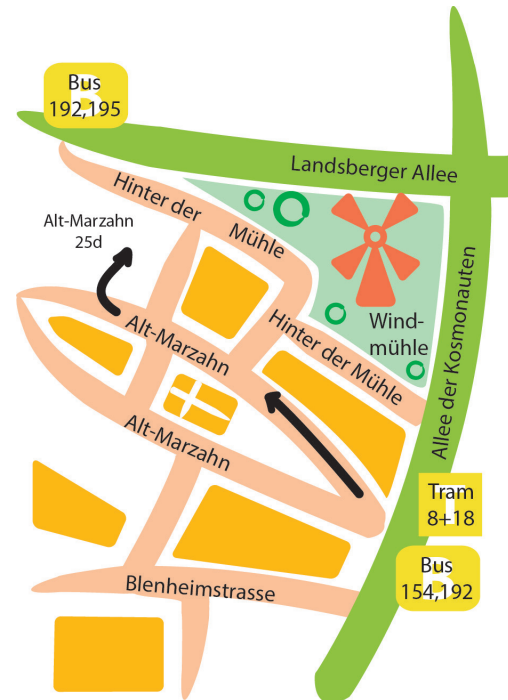 B
Bus
192,195
Landsberger Allee
Hinter der
Mühle
Alt-Marzahn
25d
Allee der Kosmonauten
Wind-
mühle
Hinter der Mühle
Alt-Marzahn
Alt-Marzahn
T
Tram
8+18
B
Bus
154,192
Blenheimstrasse